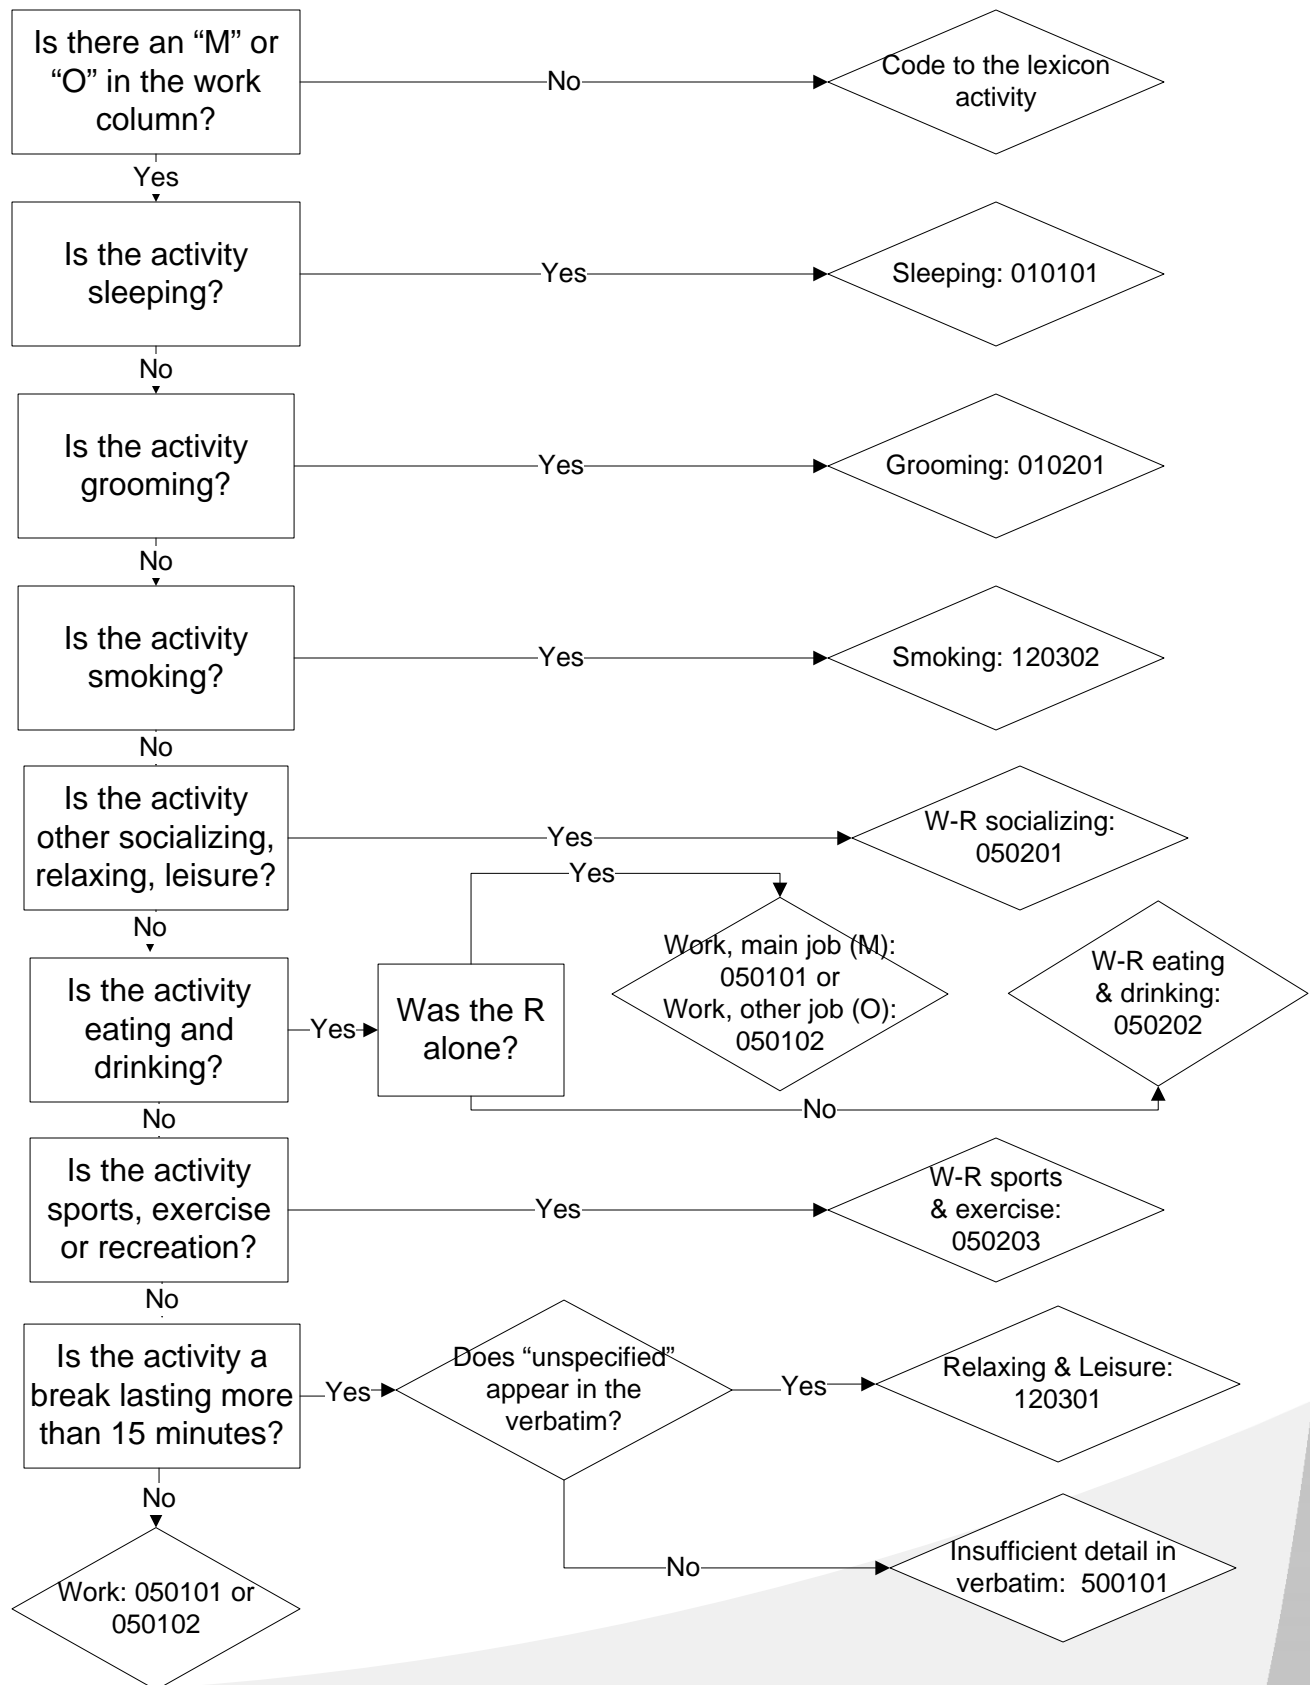 Is there an “M” or
“O” in the work
column?
No
Code to the lexicon
activity
Yes
Is the activity
sleeping?
Yes
Sleeping: 010101
No
Is the activity
grooming?
Yes
Grooming: 010201
No
Is the activity
smoking?
Yes
Smoking: 120302
No
Is the activity
other socializing,
relaxing, leisure?
Yes
W-R socializing:
050201
No
Is the activity
eating and
drinking?
Yes
Was the R
alone?
Yes
Work, main job (M):
050101 or
Work, other job (O):
050102
No
W-R eating
& drinking:
050202
No
Is the activity
sports, exercise
or recreation?
Yes
W-R sports
& exercise:
050203
No
Is the activity a
break lasting more
than 15 minutes?
Yes
Does “unspecified”
appear in the
verbatim?
Yes
Relaxing & Leisure:
120301
No
Insufficient detail in
verbatim: 500101
No
Work: 050101 or
050102